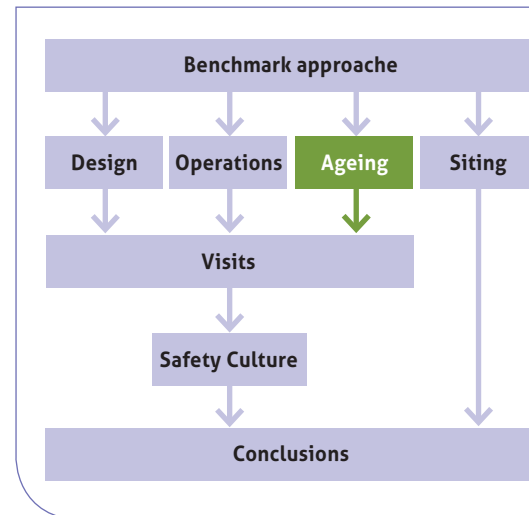 Benchmark approache
Design
Operations
Ageing
Siting
Visits
Safety Culture
Conclusions